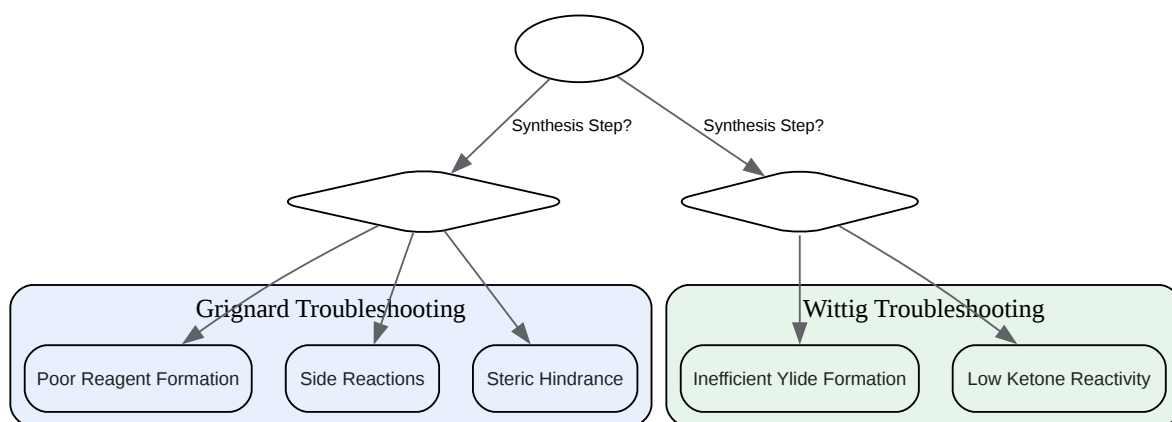 Synthesis Step?
Synthesis Step?
Grignard Troubleshooting
Wittig Troubleshooting
Poor Reagent Formation
Side Reactions
Steric Hindrance
Inefficient Ylide Formation
Low Ketone Reactivity